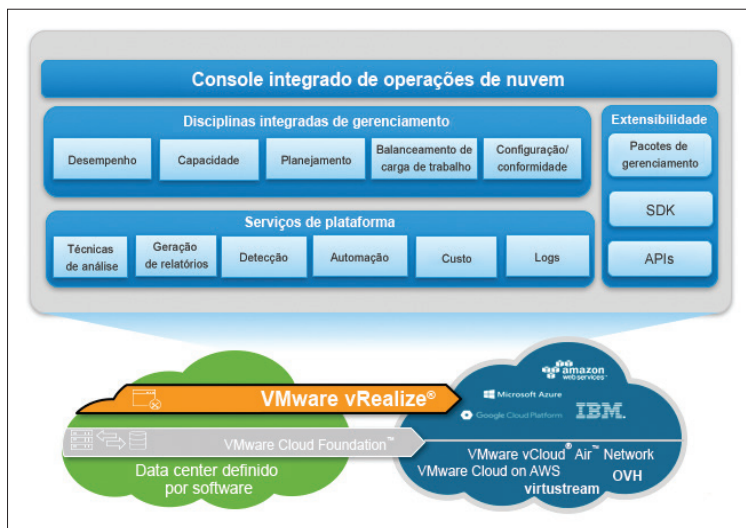 Console integrado de operações de nuvem
Disciplinas integradas de gerenciamento
Desempenho
Capacidade
Planejamento
Balanceamento de
carga de trabalho
Configuração/
conformidade
Serviços de plataforma
Técnicas
de análise
Geração
de relatórios
Detecção
Automação
Custo
Logs
Extensibilidade
Pacotes de
gerenciamento
SDK
APIs
VMware vRealize®
VMware Cloud Foundation™
Data center definido
por software
amazon
web services™
Microsoft Azure
Google Cloud Platform
IBM.
VMware vCloud® Air™ Network
VMware Cloud on AWS
OVH
virtustream